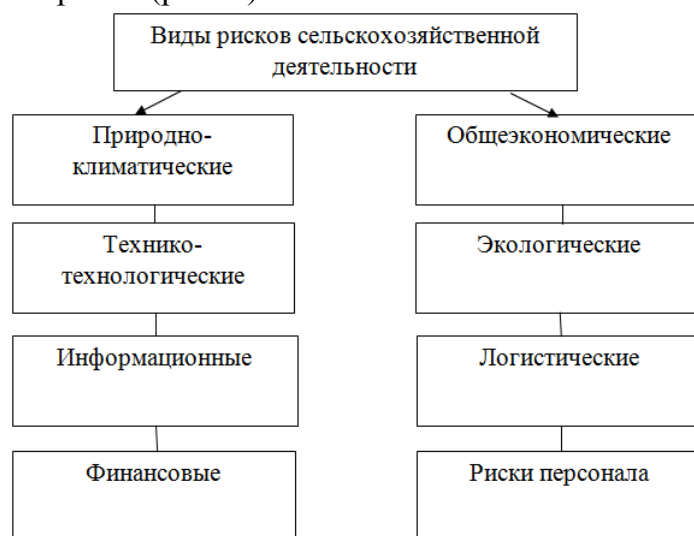 Виды рисков сельскохозяйственной
деятельности
Природно-
климатические
Общеэкономические
Технико-
технологические
Экологические
Информационные
Логистические
Финансовые
Риски персонала